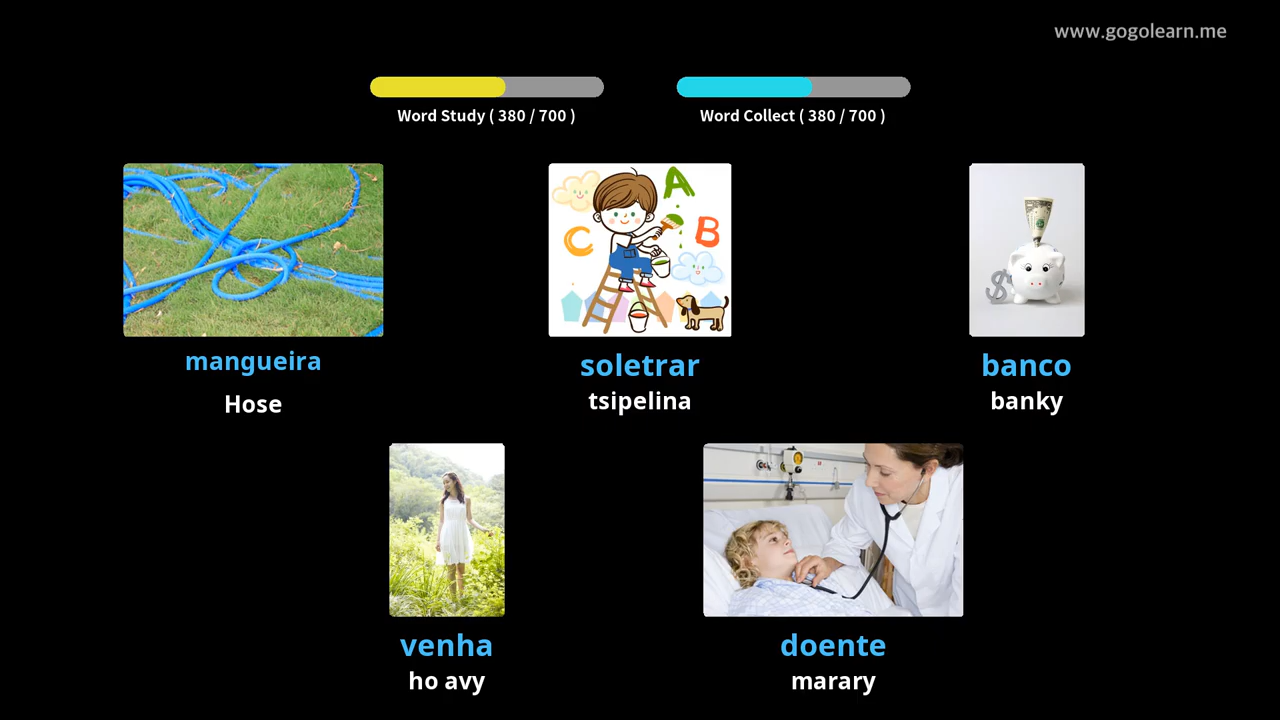 www.gogolearn.me
Word Study ( 380 / 700 )
Word Collect ( 380 / 700 )
A
B
C
$
mangueira
Hose
soletrar
tsipelina
banco
banky
venha
ho avy
doente
marary